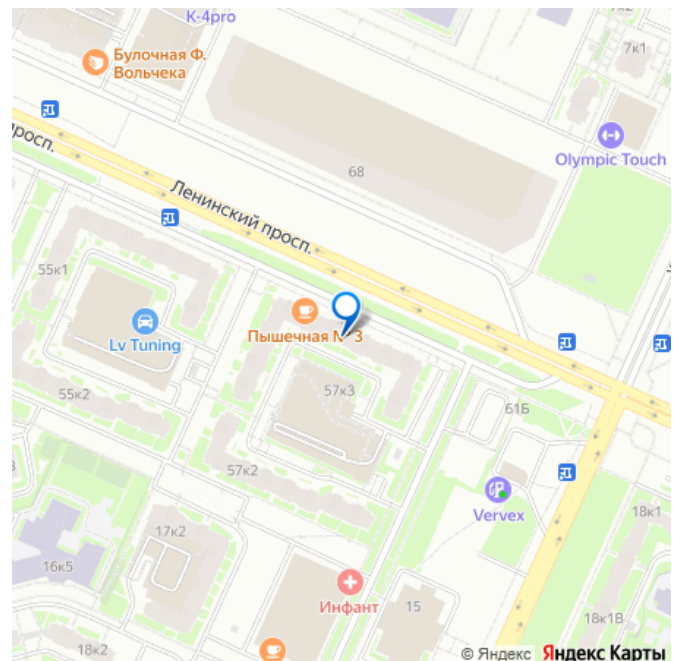 K-4pro
7к2
Булочная Ф.
Вольчека
7к1
просп.
Olympic Touch
68
Ленинский просп.
55к1
Lv Tuning
Пышечная № 3
57к3
55к2
61Б
57к2
Vervex
18к1
17к2
16к5
Инфант
15
18к1В
18к2
© Яндекс Яндекс Карты